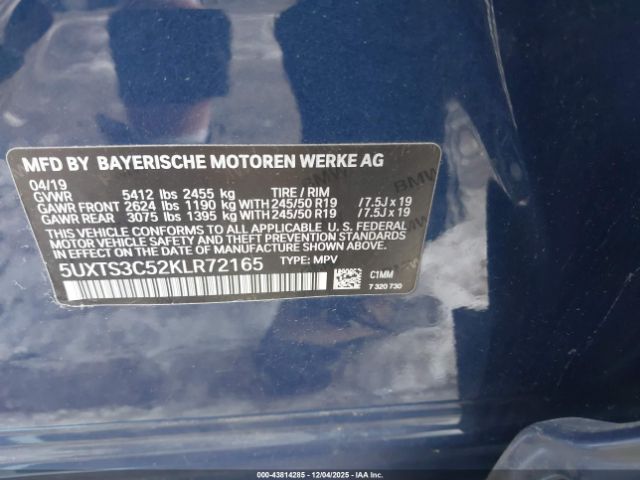 MFD BY BAYERISCHE MOTOREN WERKE AG
04/19
GVWR 5412 lbs 2455 kg TIRE / RIM
GAWR FRONT 2624 lbs 1190 kg WITH 245/50 R19 / 7.5J x 19
GAWR REAR 3075 lbs 1395 kg WITH 245/50 R19 / 7.5J x 19
THIS VEHICLE CONFORMS TO ALL APPLICABLE U. S. FEDERAL
MOTOR VEHICLE SAFETY, BUMPER, AND THEFT PREVENTION
STANDARDS IN EFFECT ON THE DATE OF MANUFACTURE SHOWN ABOVE.
5UXTS3C52KLR72165 TYPE: MPV
C1MM
7 320 730
000-43814285 • 12/04/2025 • IAA Inc.